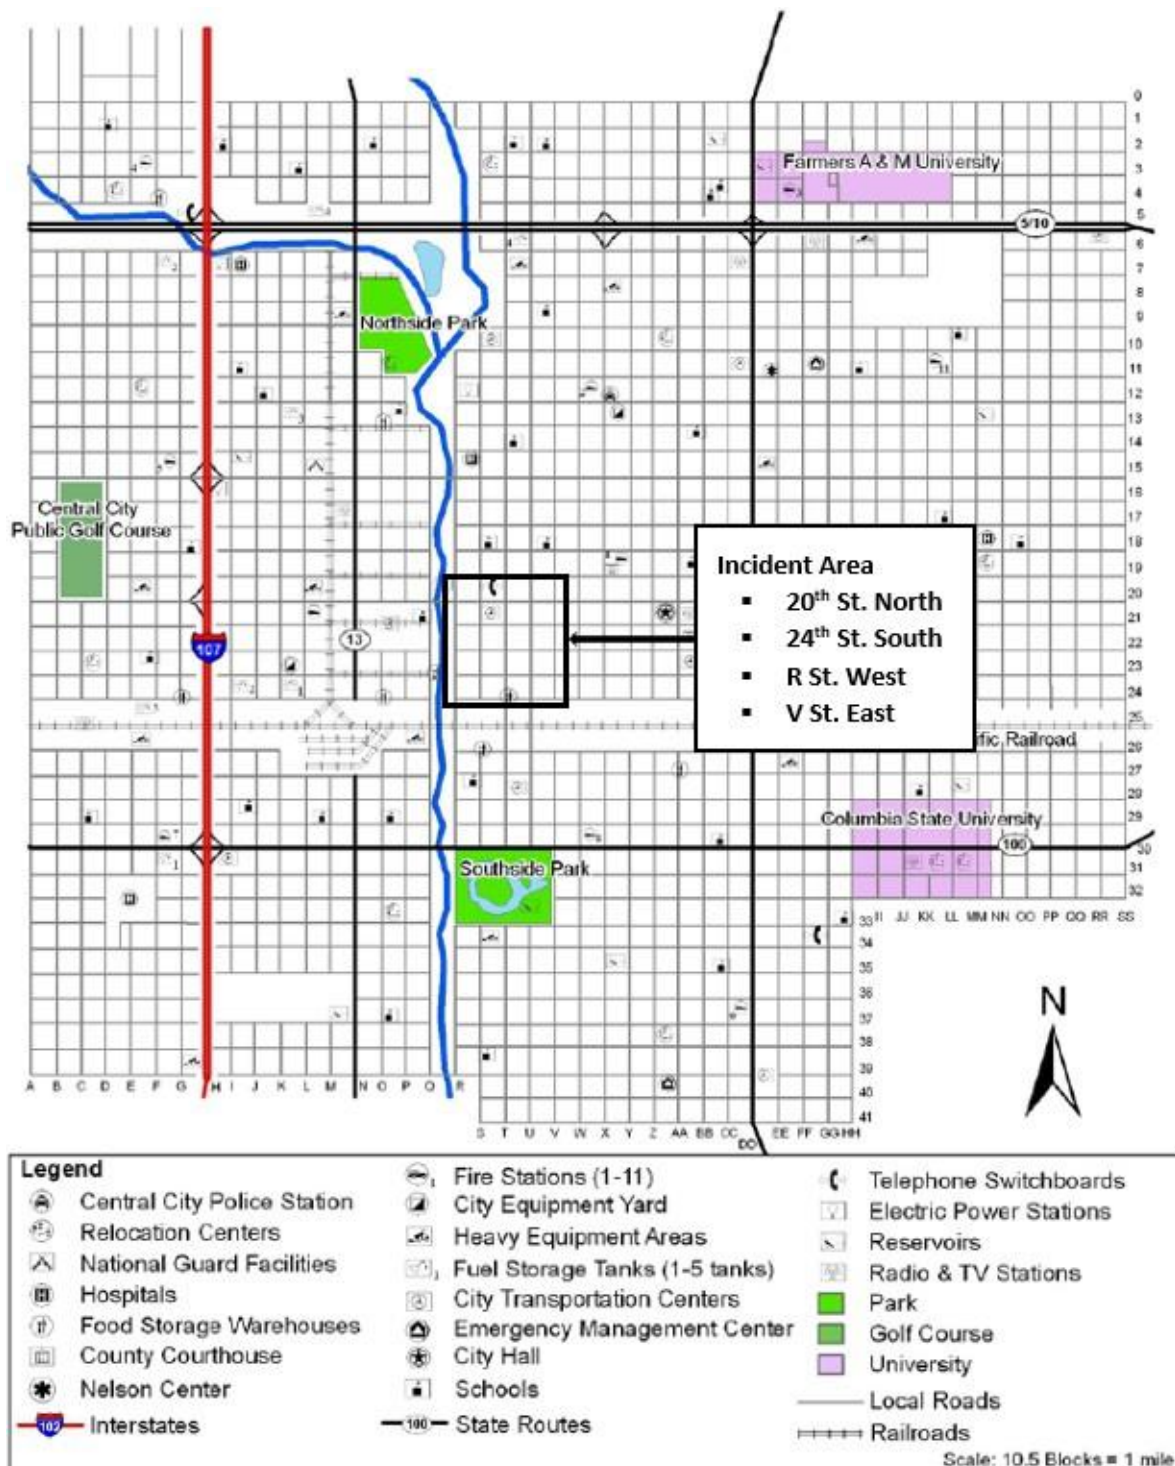 0
1
2
Farmers A & M University
3
4
5
5/10
6
7
8
Northside Park
9
10
11
12
13
14
15
16
Central City
Public Golf Course
17
18
Incident Area
20th St. North
24th St. South
R St. West
V St. East
20
21
13
22
107
23
24
25
fic Railroad
26
27
Columbia State University
29
100
30
31
Southside Park
32
II JJ KK LL MM NN OO PP QQ RR SS
33
34
35
36
37
38
39
40
41
N
A B C D E F G H I J K L M N O P Q R
S T U V W X Y Z AA BB CC DD EE FF GG HH
Legend
Central City Police Station
Relocation Centers
National Guard Facilities
Hospitals
Food Storage Warehouses
County Courthouse
Nelson Center
102 Interstates
Fire Stations (1-11)
City Equipment Yard
Heavy Equipment Areas
Fuel Storage Tanks (1-5 tanks)
City Transportation Centers
Emergency Management Center
City Hall
Schools
100 State Routes
Telephone Switchboards
Electric Power Stations
Reservoirs
Radio & TV Stations
Park
Golf Course
University
Local Roads
Railroads
Scale: 10.5 Blocks = 1 mile